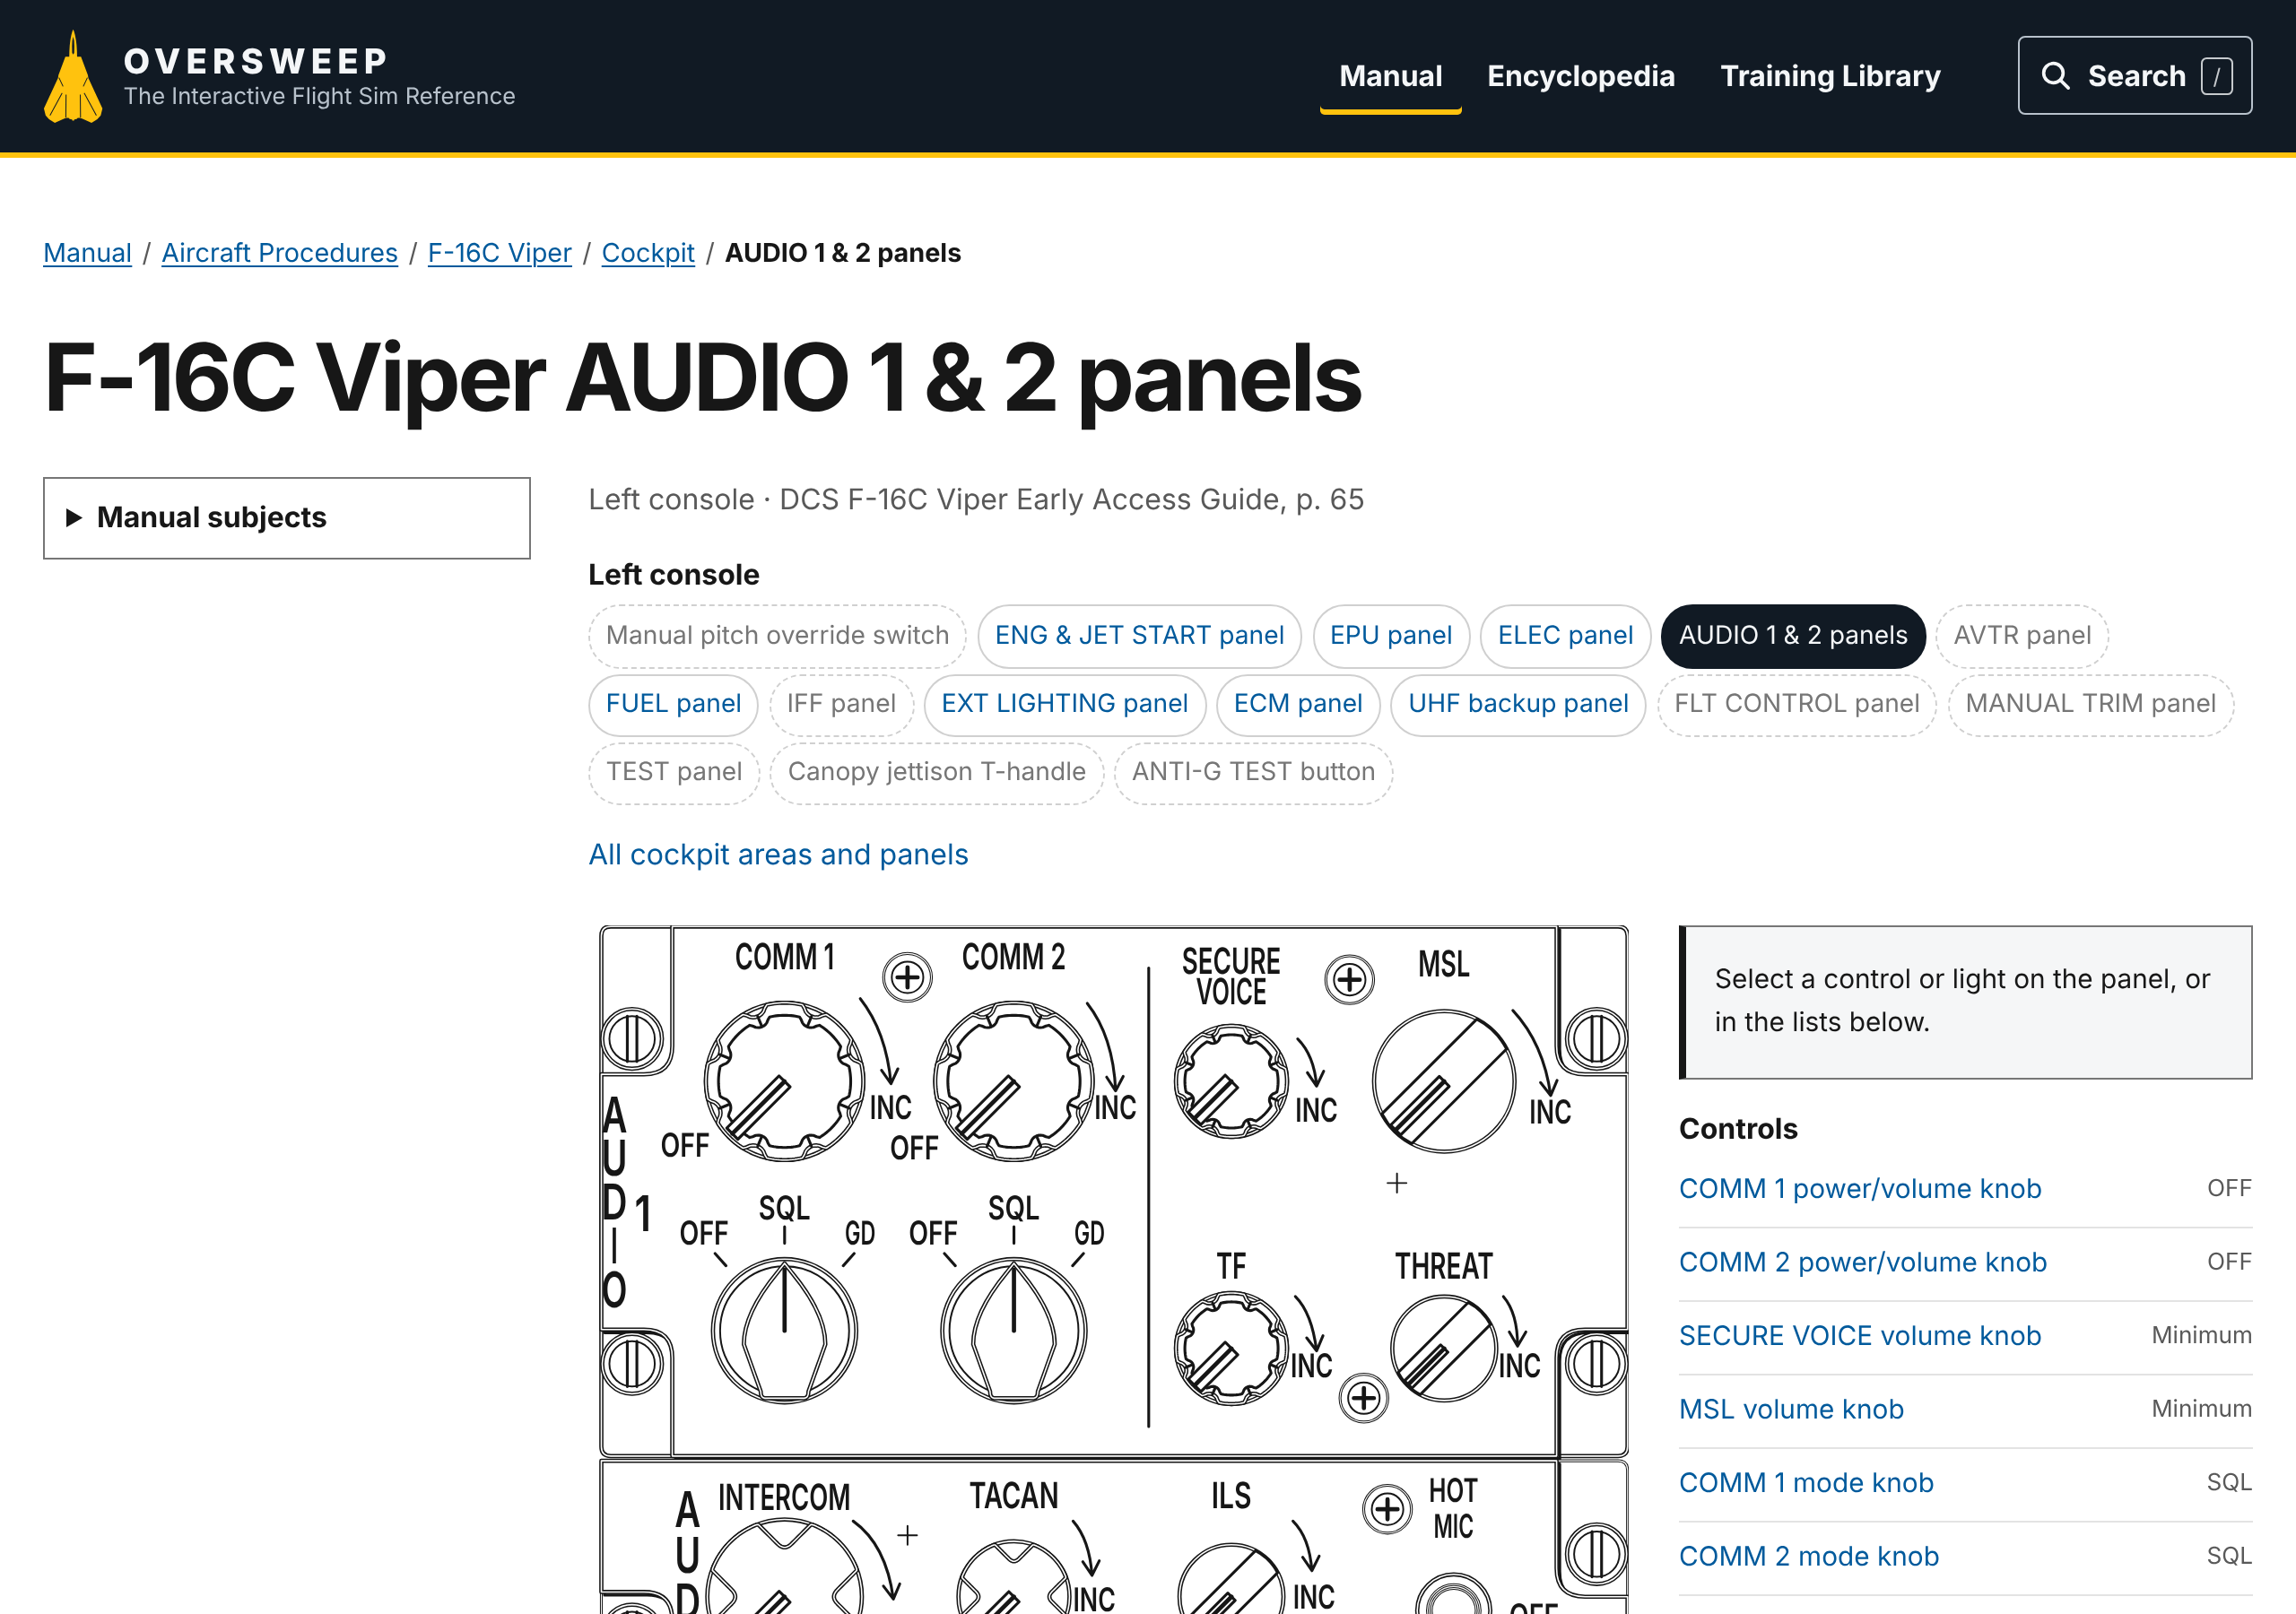 OVERSWEEP
The Interactive Flight Sim Reference
Manual
Encyclopedia
Training Library
Search /
Manual / Aircraft Procedures / F-16C Viper / Cockpit / AUDIO 1 & 2 panels
F-16C Viper AUDIO 1 & 2 panels
Manual subjects
Left console · DCS F-16C Viper Early Access Guide, p. 65
Left console
Manual pitch override switch
ENG & JET START panel
EPU panel
ELEC panel
AUDIO 1 & 2 panels
AVTR panel
FUEL panel
IFF panel
EXT LIGHTING panel
ECM panel
UHF backup panel
FLT CONTROL panel
MANUAL TRIM panel
TEST panel
Canopy jettison T-handle
ANTI-G TEST button
All cockpit areas and panels
COMM 1
COMM 2
SECURE
VOICE
MSL
INC
INC
INC
INC
OFF
OFF
AUDIO 1
SQL
SQL
OFF
GD
OFF
GD
TF
THREAT
INC
INC
INTERCOM
TACAN
ILS
HOT
MIC
AUD
INC
INC
OFF
Select a control or light on the panel, or
in the lists below.
Controls
COMM 1 power/volume knob OFF
COMM 2 power/volume knob OFF
SECURE VOICE volume knob Minimum
MSL volume knob Minimum
COMM 1 mode knob SQL
COMM 2 mode knob SQL